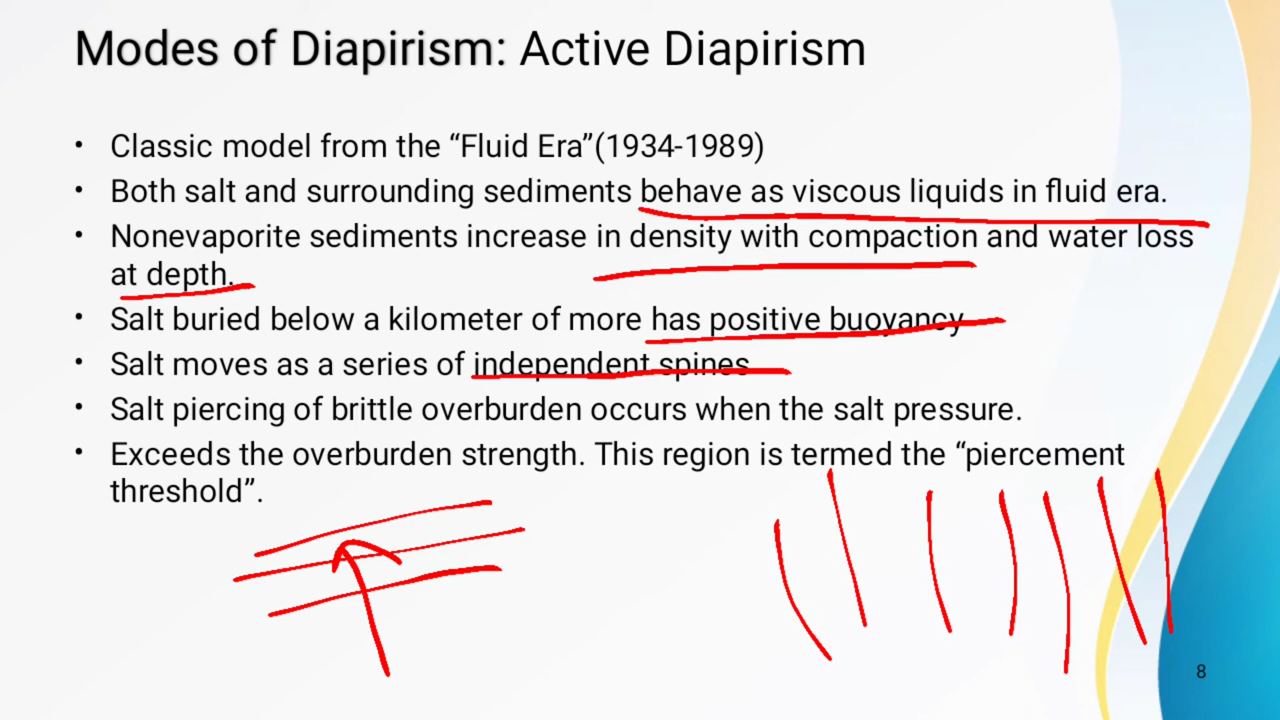 Modes of Diapirism: Active Diapirism
• Classic model from the “Fluid Era”(1934-1989)
• Both salt and surrounding sediments behave as viscous liquids in fluid era.
• Nonevaporite sediments increase in density with compaction and water loss
at depth.
• Salt buried below a kilometer of more has positive buoyancy
• Salt moves as a series of independent spines
• Salt piercing of brittle overburden occurs when the salt pressure.
• Exceeds the overburden strength. This region is termed the “piercement
threshold”.
8